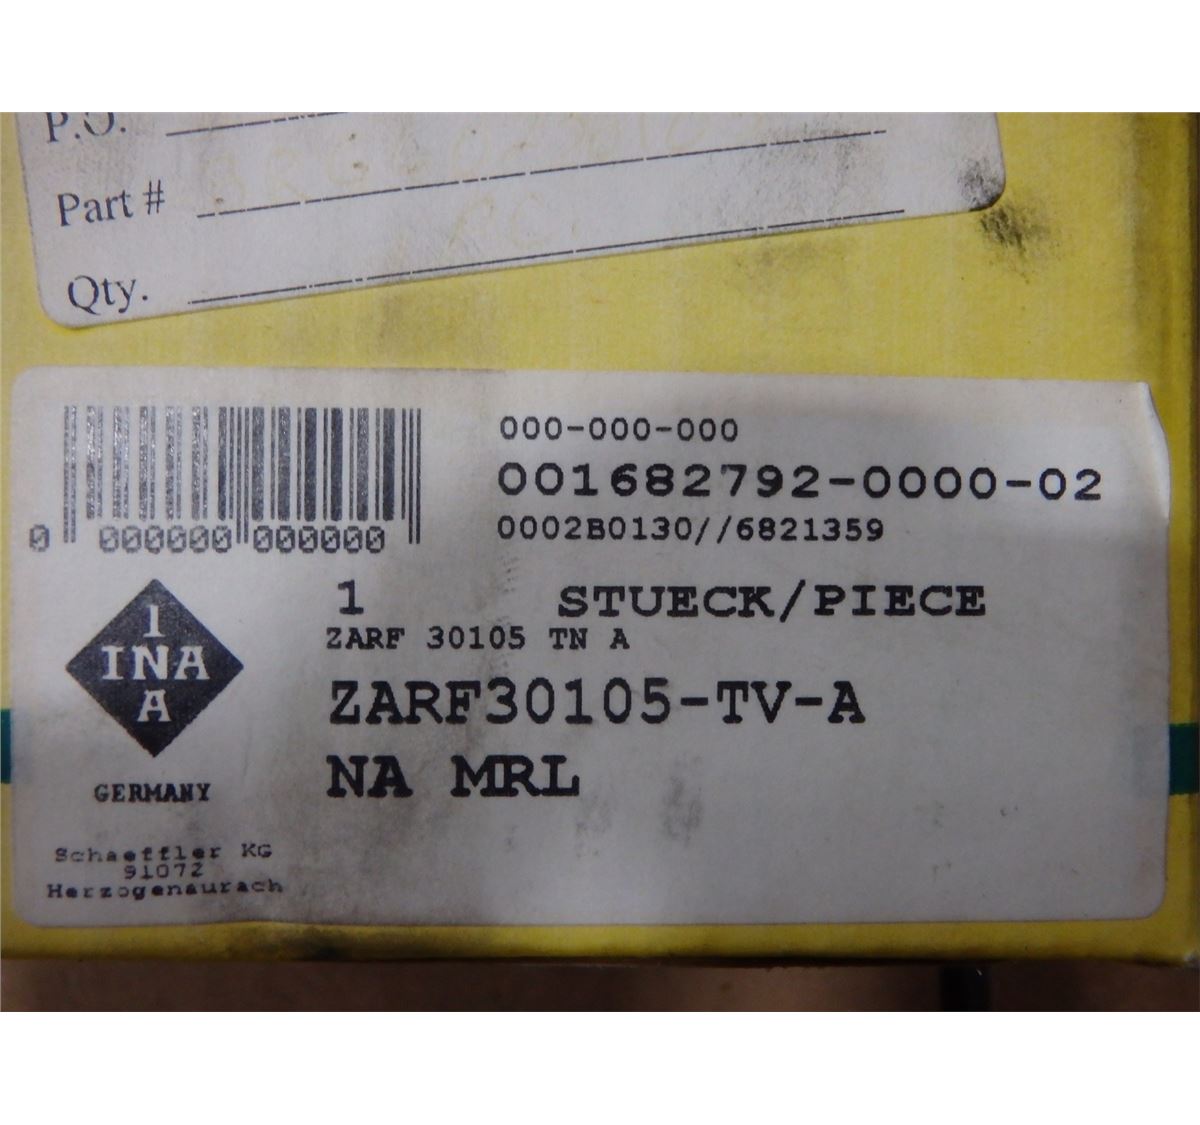 P.O.
Part #
Qty.
000-000-000
001682792-0000-02
0002B0130//6821359
0 000000 000000
1 STUECK/PIECE
ZARF 30105 TN A
ZARF30105-TV-A
NA MRL
I
INA
A
GERMANY
Schaeffler KG
91072
Herzogenaurach